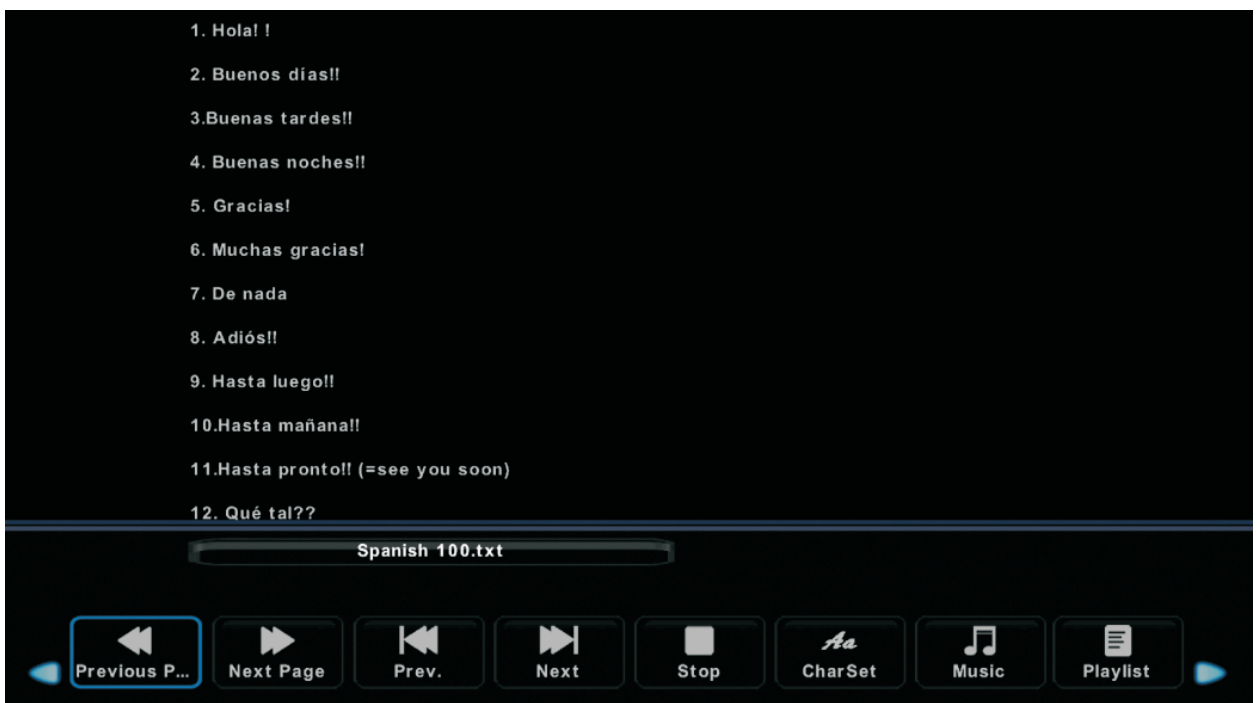 1. Hola! !
2. Buenos días!!
3.Buenas tardes!!
4. Buenas noches!!
5. Gracias!
6. Muchas gracias!
7. De nada
8. Adiós!!
9. Hasta luego!!
10.Hasta mañana!!
11.Hasta pronto!! (=see you soon)
12. Qué tal??
Spanish 100.txt
Previous P... Next Page Prev. Next Stop Aa CharSet Music Playlist